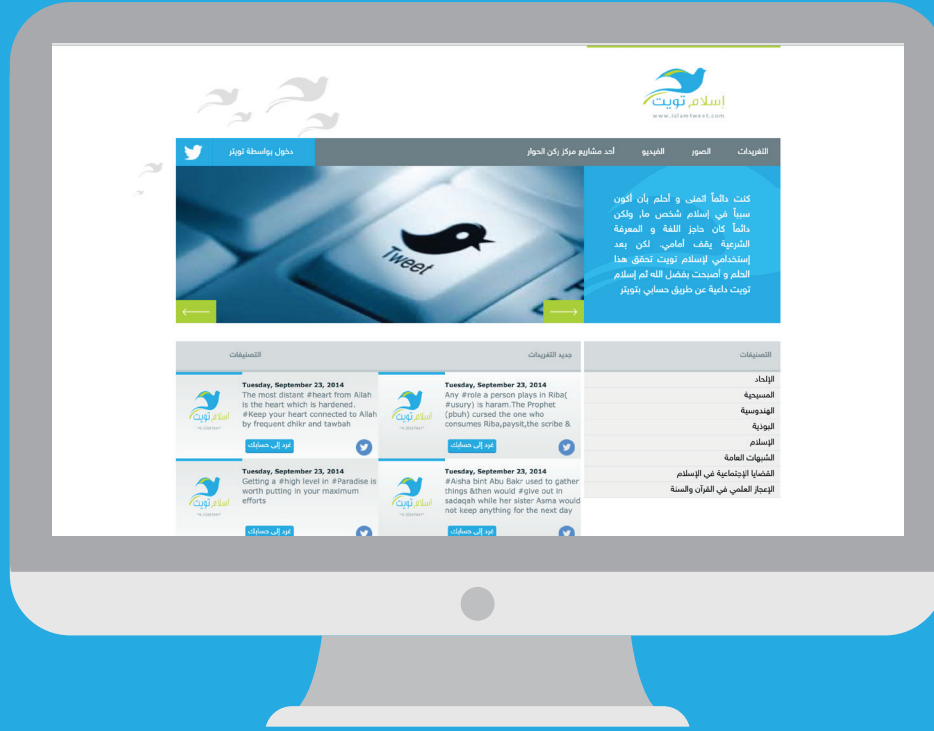 إسلام تويت
www.islamtweet.com
التغريدات
الصور
الفيديو
أحد مشاريع مركز ركن الحوار
دخول بواسطة تويتر
كنت دائماً اتمنى و أحلم بأن أكون
سبباً في إسلام شخص ما, ولكن
دائماً كان حاجز اللغة و المعرفة
الشرعية يقف أمامي. لكن بعد
إستخدامي لإسلام تويت تحقق هذا
الحلم و أصبحت بفضل الله ثم إسلام
تويت داعية عن طريق حسابي بتويتر
Tweet
التصنيفات
الإلحاد
المسيحية
الهندوسية
البوذية
الإسلام
الشبهات العامة
القضايا الإجتماعية في الإسلام
الإعجاز العلمي في القرآن والسنة
جديد التغريدات
التصنيفات
Tuesday, September 23, 2014
Any #role a person plays in Riba(
#usury) is haram.The Prophet
(pbuh) cursed the one who
consumes Riba,paysit,the scribe &
غرد إلى حسابك
إسلام تويت
Tuesday, September 23, 2014
The most distant #heart from Allah
is the heart which is hardened.
#Keep your heart connected to Allah
by frequent dhikr and tawbah
غرد إلى حسابك
إسلام تويت
Tuesday, September 23, 2014
#Aisha bint Abu Bakr used to gather
things &then would #give out in
sadaqah while her sister Asma would
not keep anything for the next day
غرد إلى حسابك
إسلام تويت
Tuesday, September 23, 2014
Getting a #high level in #Paradise is
worth putting in your maximum
efforts
غرد إلى حسابك
إسلام تويت